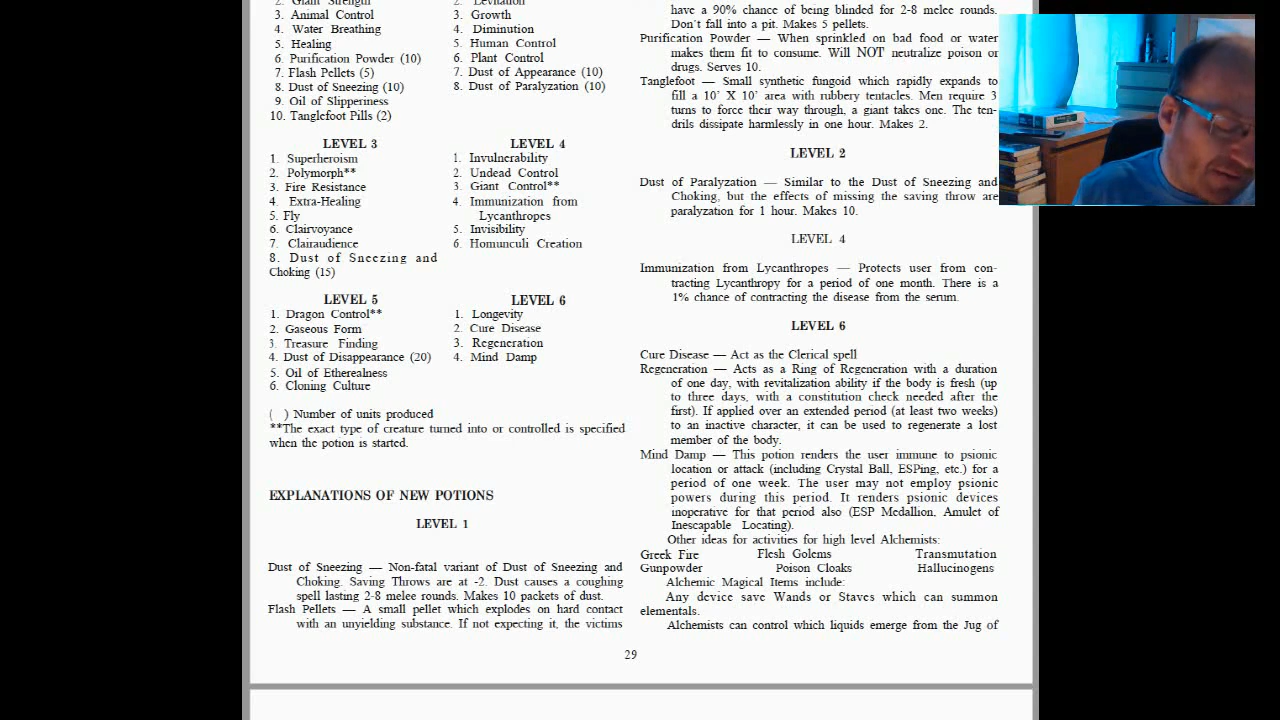 2. Giant Strength
3. Animal Control
4. Water Breathing
5. Healing
6. Purification Powder (10)
7. Flash Pellets (5)
8. Dust of Sneezing (10)
9. Oil of Slipperiness
10. Tanglefoot Pills (2)
2. Levitation
3. Growth
4. Diminution
5. Human Control
6. Plant Control
7. Dust of Appearance (10)
8. Dust of Paralyzation (10)
LEVEL 3
1. Superheroism
2. Polymorph**
3. Fire Resistance
4. Extra-Healing
5. Fly
6. Clairvoyance
7. Clairaudience
8. Dust of Sneezing and
Choking (15)
LEVEL 4
1. Invulnerability
2. Undead Control
3. Giant Control**
4. Immunization from
Lycanthropes
5. Invisibility
6. Homunculi Creation
LEVEL 5
1. Dragon Control**
2. Gaseous Form
3. Treasure Finding
4. Dust of Disappearance (20)
5. Oil of Etherealness
6. Cloning Culture
LEVEL 6
1. Longevity
2. Cure Disease
3. Regeneration
4. Mind Damp
( ) Number of units produced
**The exact type of creature turned into or controlled is specified
when the potion is started.
EXPLANATIONS OF NEW POTIONS
LEVEL 1
Dust of Sneezing — Non-fatal variant of Dust of Sneezing and
Choking. Saving Throws are at -2. Dust causes a coughing
spell lasting 2-8 melee rounds. Makes 10 packets of dust.
Flash Pellets — A small pellet which explodes on hard contact
with an unyielding substance. If not expecting it, the victims
have a 90% chance of being blinded for 2-8 melee rounds.
Don't fall into a pit. Makes 5 pellets.
Purification Powder — When sprinkled on bad food or water
makes them fit to consume. Will NOT neutralize poison or
drugs. Serves 10.
Tanglefoot — Small synthetic fungoid which rapidly expands to
fill a 10' X 10' area with rubbery tentacles. Men require 3
turns to force their way through, a giant takes one. The ten-
drils dissipate harmlessly in one hour. Makes 2.
LEVEL 2
Dust of Paralyzation — Similar to the Dust of Sneezing and
Choking, but the effects of missing the saving throw are
paralyzation for 1 hour. Makes 10.
LEVEL 4
Immunization from Lycanthropes — Protects user from con-
tracting Lycanthropy for a period of one month. There is a
1% chance of contracting the disease from the serum.
LEVEL 6
Cure Disease — Act as the Clerical spell
Regeneration — Acts as a Ring of Regeneration with a duration
of one day, with revitalization ability if the body is fresh (up
to three days, with a constitution check needed after the
first). If applied over an extended period (at least two weeks)
to an inactive character, it can be used to regenerate a lost
member of the body.
Mind Damp — This potion renders the user immune to psionic
location or attack (including Crystal Ball, ESPing, etc.) for a
period of one week. The user may not employ psionic
powers during this period. It renders psionic devices
inoperative for that period also (ESP Medallion, Amulet of
Inescapable Locating).
Other ideas for activities for high level Alchemists:
Greek Fire Flesh Golems Transmutation
Gunpowder Poison Cloaks Hallucinogens
Alchemic Magical Items include:
Any device save Wands or Staves which can summon
elementals.
Alchemists can control which liquids emerge from the Jug of
29